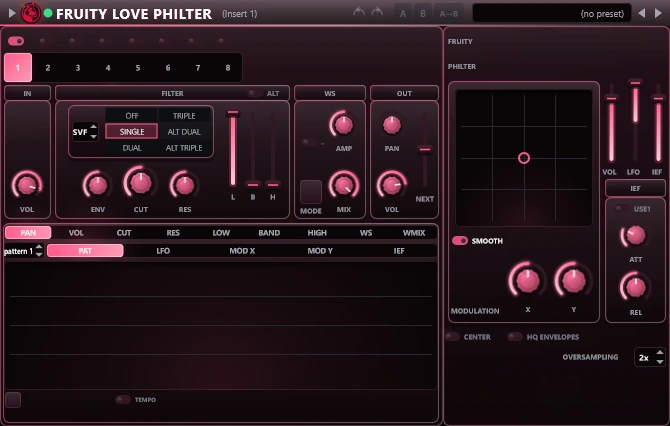 FRUITY LOVE PHILTER (Insert 1) A B A→B (no preset)
1 2 3 4 5 6 7 8
IN FILTER ALT WS OUT
OFF TRIPLE
SVF SINGLE ALT DUAL
DUAL ALT TRIPLE
AMP PAN
L B H
VOL ENV CUT RES MODE MIX VOL NEXT
PAN VOL CUT RES LOW BAND HIGH WS WMIX
pattern 1 PAT LFO MOD X MOD Y IEF
TEMPO
FRUITY
PHILTER
VOL LFO IEF
IEF
USE1
SMOOTH
ATT
MODULATION X Y REL
CENTER HQ ENVELOPES
OVERSAMPLING 2x